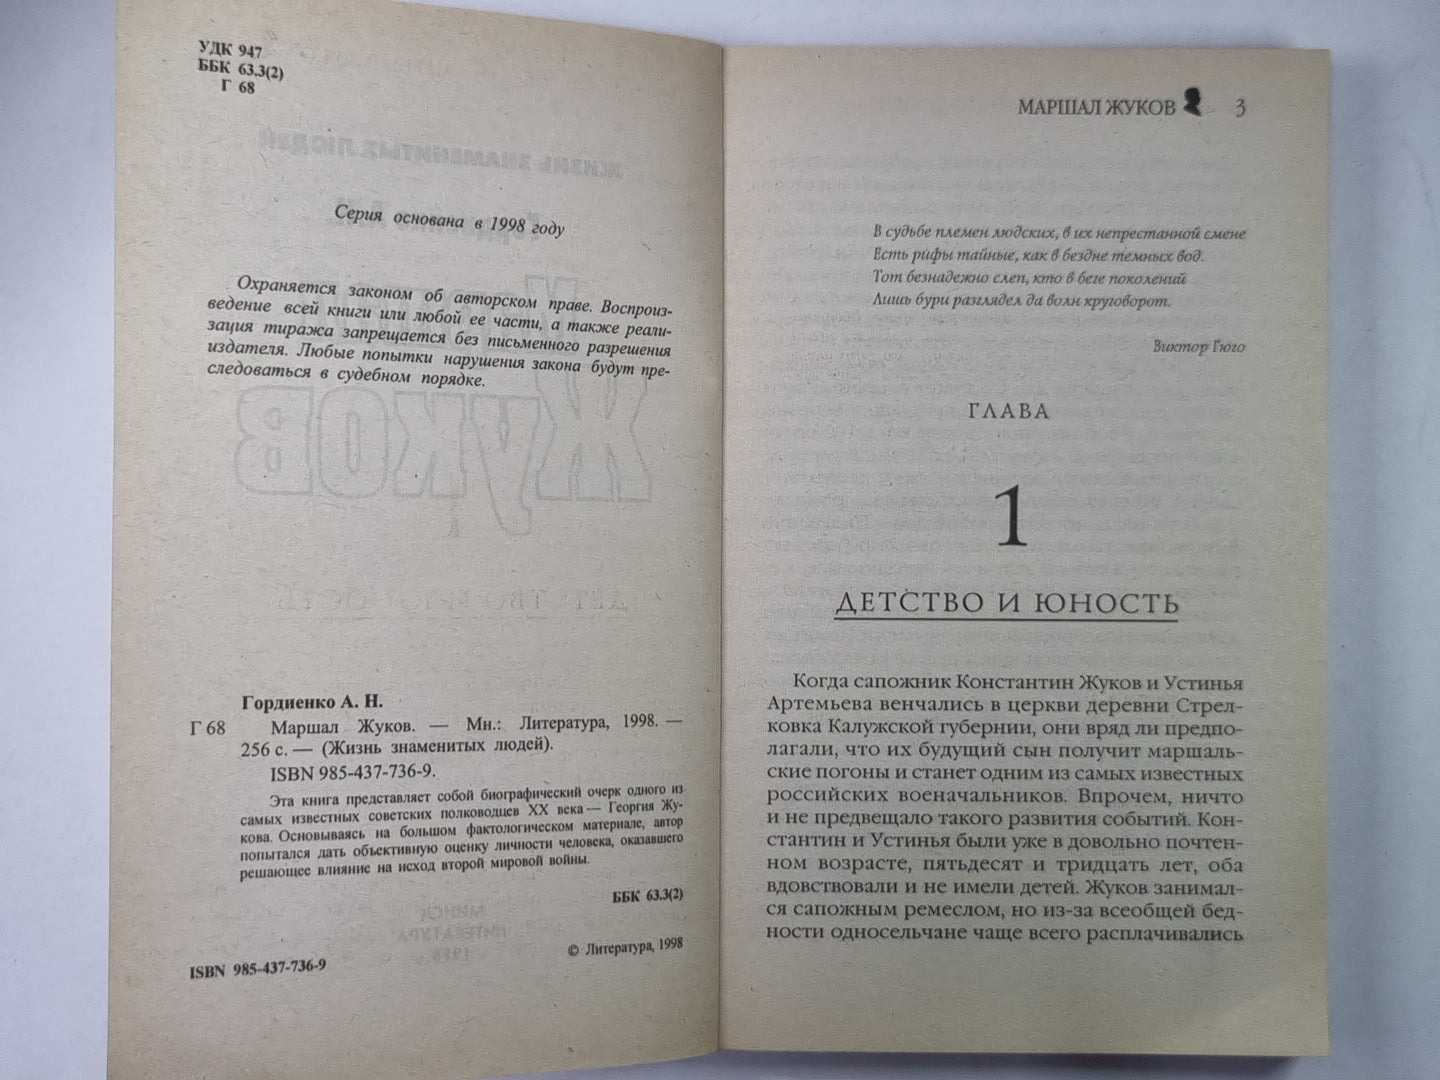 УДК 947
ББК 63.3(2)
Г 68
Серия основана в 1998 году
Охраняется законом об авторском праве. Воспроиз-
ведение всей книги или любой ее части, а также реали-
зация тиража запрещается без письменного разрешения
издателя. Любые попытки нарушения закона будут пре-
следоваться в судебном порядке.
Гордиенко А. Н.
Г 68 Маршал Жуков. — Мн.: Литература, 1998. —
256 с. — (Жизнь знаменитых людей).
ISBN 985-437-736-9.
Эта книга представляет собой биографический очерк одного из
самых известных советских полководцев XX века — Георгия Жу-
кова. Основываясь на большом фактологическом материале, автор
попытался дать объективную оценку личности человека, оказавшего
решающее влияние на исход второй мировой войны.
ББК 63.3(2)
© Литература, 1998
ISBN 985-437-736-9
МАРШАЛ ЖУКОВ 3
В судьбе племен людских, в их непрестанной смене
Есть рифы тайные, как в бездне темных вод.
Тот безнадежно слеп, кто в беге поколений
Лишь бури разглядел да волн круговорот.
Виктор Гюго
ГЛАВА
1
ДЕТСТВО И ЮНОСТЬ
Когда сапожник Константин Жуков и Устинья
Артемьева венчались в церкви деревни Стрел-
ковка Калужской губернии, они вряд ли предпо-
лагали, что их будущий сын получит маршаль-
ские погоны и станет одним из самых известных
российских военачальников. Впрочем, ничто
и не предвещало такого развития событий. Кон-
стантин и Устинья были уже в довольно почтен-
ном возрасте, пятьдесят и тридцать лет, оба
вдовствовали и не имели детей. Жуков занимал-
ся сапожным ремеслом, но из-за всеобщей бед-
ности односельчане чаще всего расплачивались